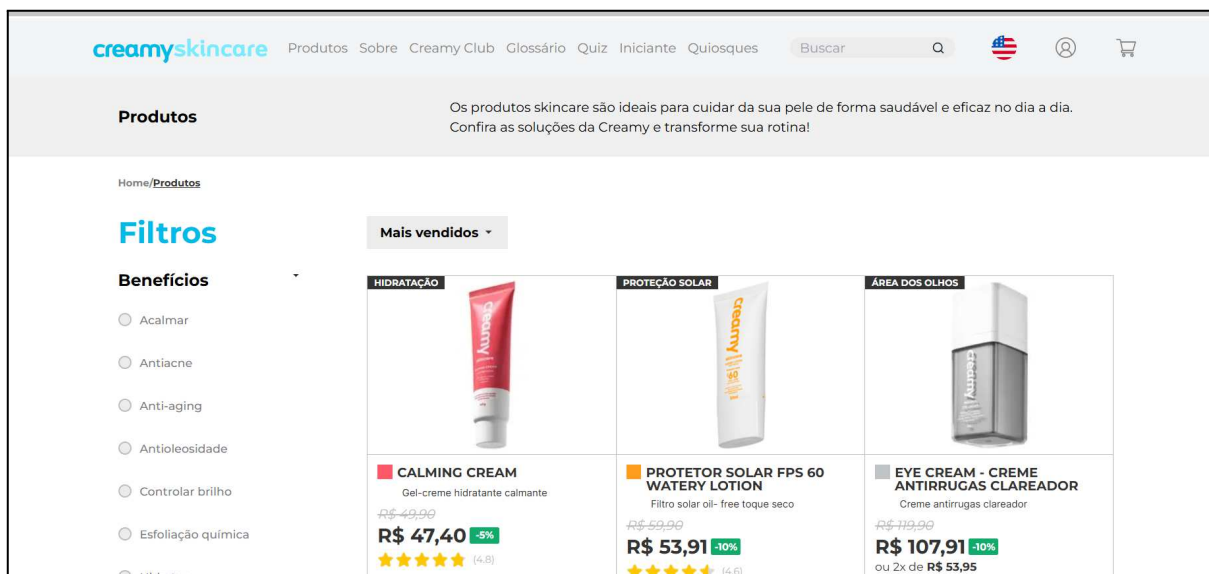 creamyskincare Produtos Sobre Creamy Club Glossário Quiz Iniciante Quiosques Buscar
Produtos
Os produtos skincare são ideais para cuidar da sua pele de forma saudável e eficaz no dia a dia.
Confira as soluções da Creamy e transforme sua rotina!
Home/Produtos
Filtros
Mais vendidos
Benefícios
Acalmar
Antiacne
Anti-aging
Antioleosidade
Controlar brilho
Esfoliação química
HIDRATAÇÃO
creamy
CALMING CREAM
Gel-creme hidratante calmante
R$ 49,90
R$ 47,40 -5%
(4.8)
PROTEÇÃO SOLAR
creamy
60
PROTETOR SOLAR FPS 60
WATERY LOTION
Filtro solar oil- free toque seco
R$ 59,90
R$ 53,91 -10%
(4.6)
ÁREA DOS OLHOS
creamy
EYE CREAM - CREME
ANTIRRUGAS CLAREADOR
Creme antirrugas clareador
R$ 119,90
R$ 107,91 -10%
ou 2x de R$ 53,95